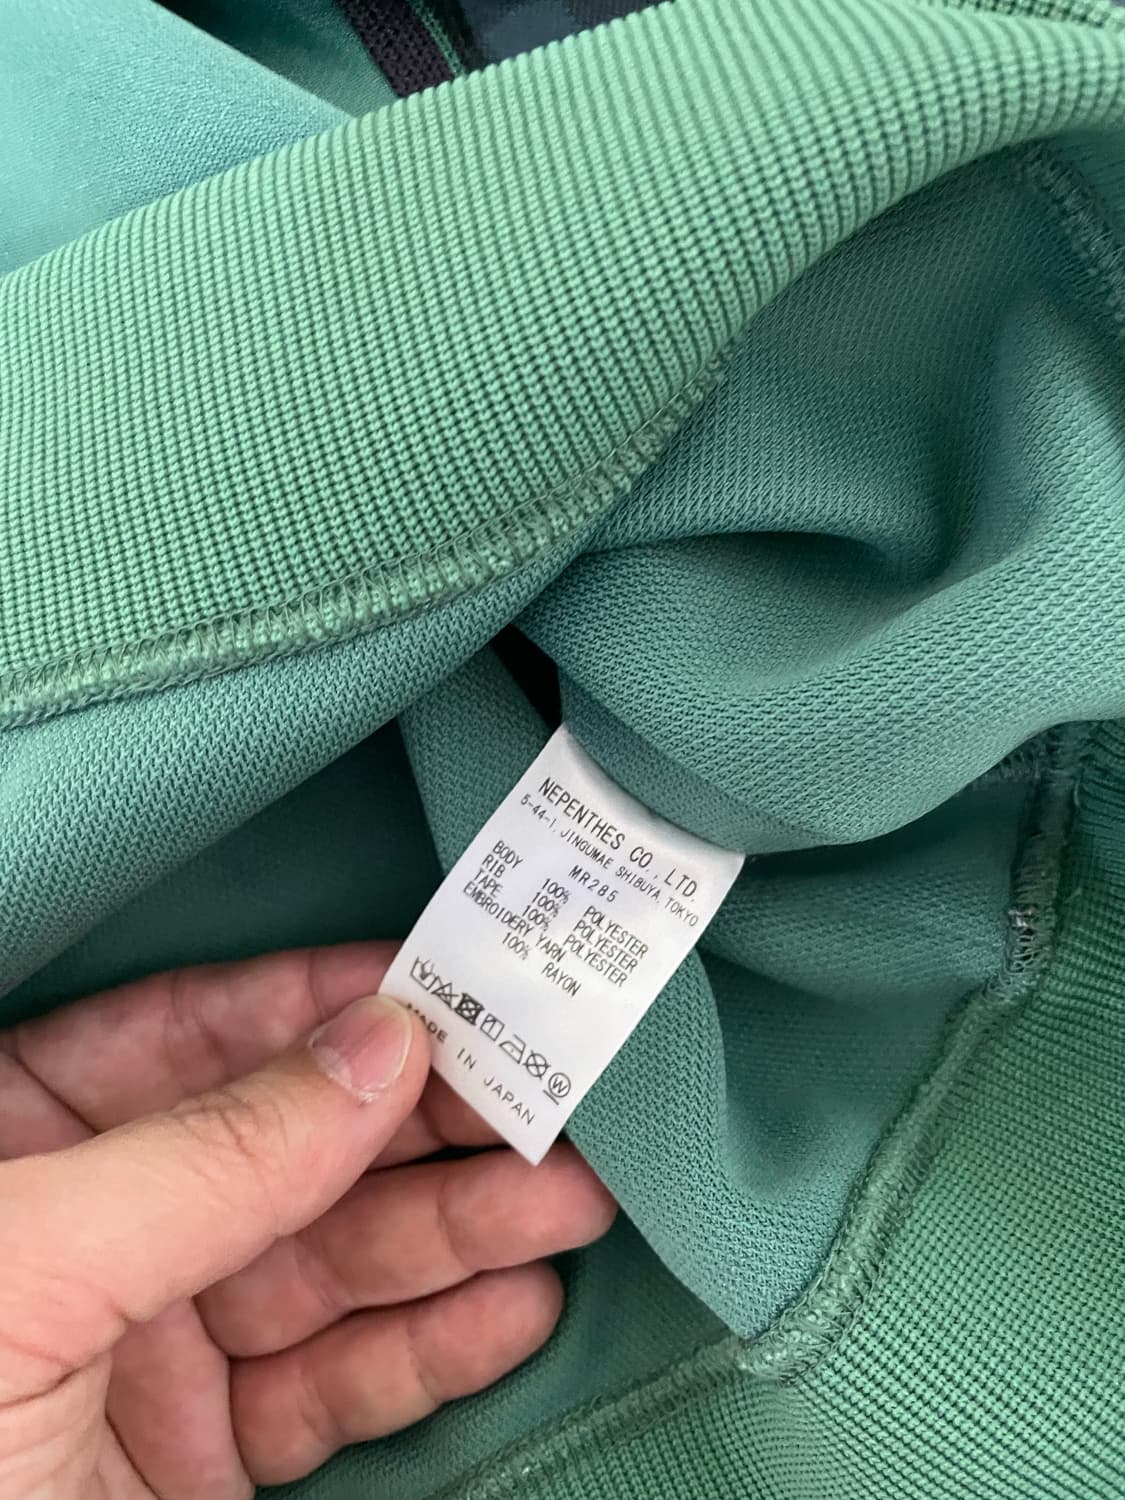 NEPENTHES CO., LTD.
5-44-1, JINGUMAE SHIBUYA, TOKYO
MR285
BODY 100% POLYESTER
RIB 100% POLYESTER
TAPE 100% POLYESTER
EMBROIDERY YARN
100% RAYON
W
MADE IN JAPAN